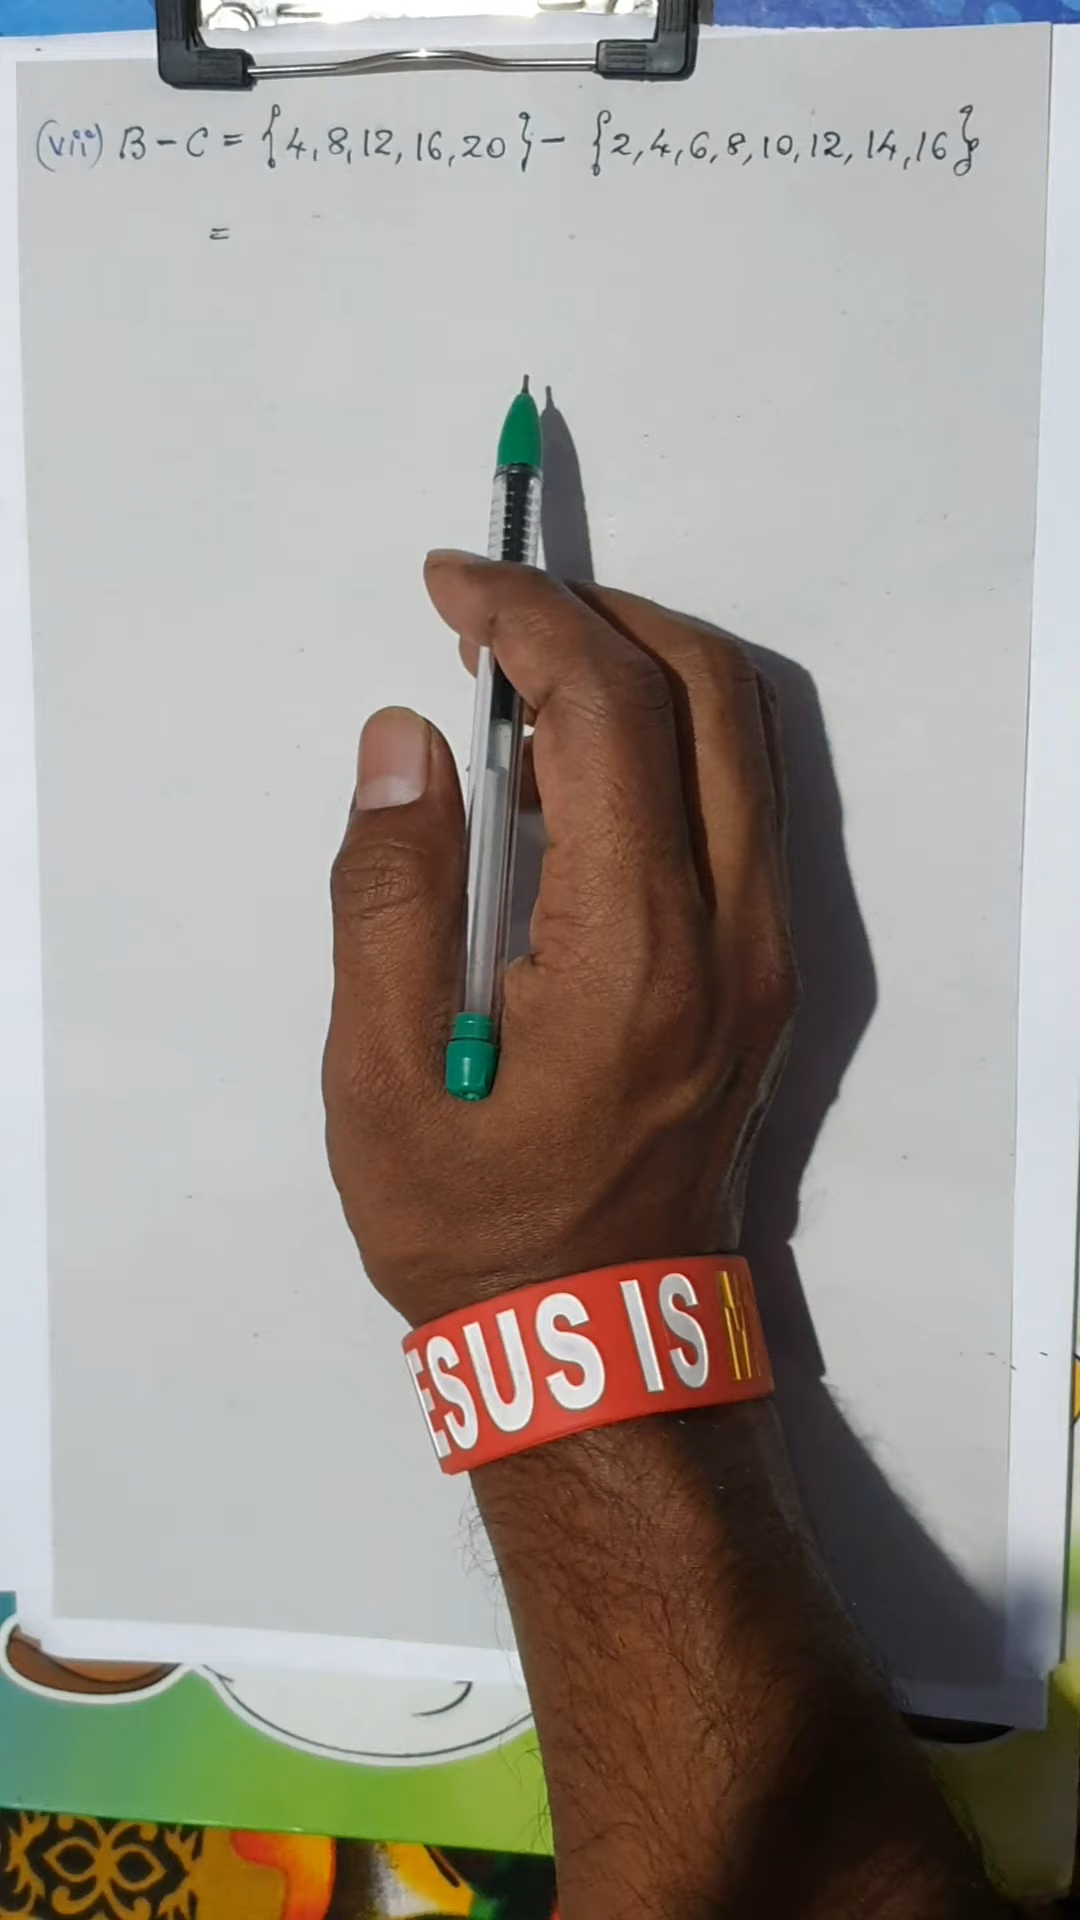 (vii) B - C = {4, 8, 12, 16, 20} - {2, 4, 6, 8, 10, 12, 14, 16}
=
ESUS IS